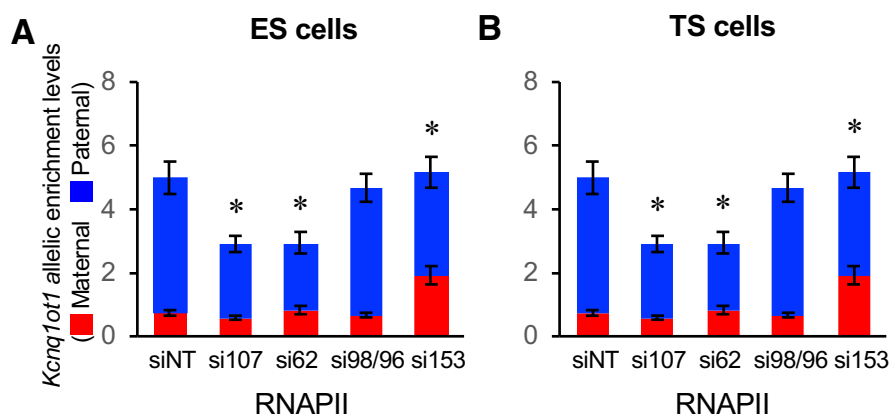 A
ES cells
Kcnq1ot1 allelic enrichment levels
( Maternal Paternal)
8
6
4
2
0
* * *
siNT si107 si62 si98/96 si153
RNAPII
B
TS cells
8
6
4
2
0
* * *
siNT si107 si62 si98/96 si153
RNAPII